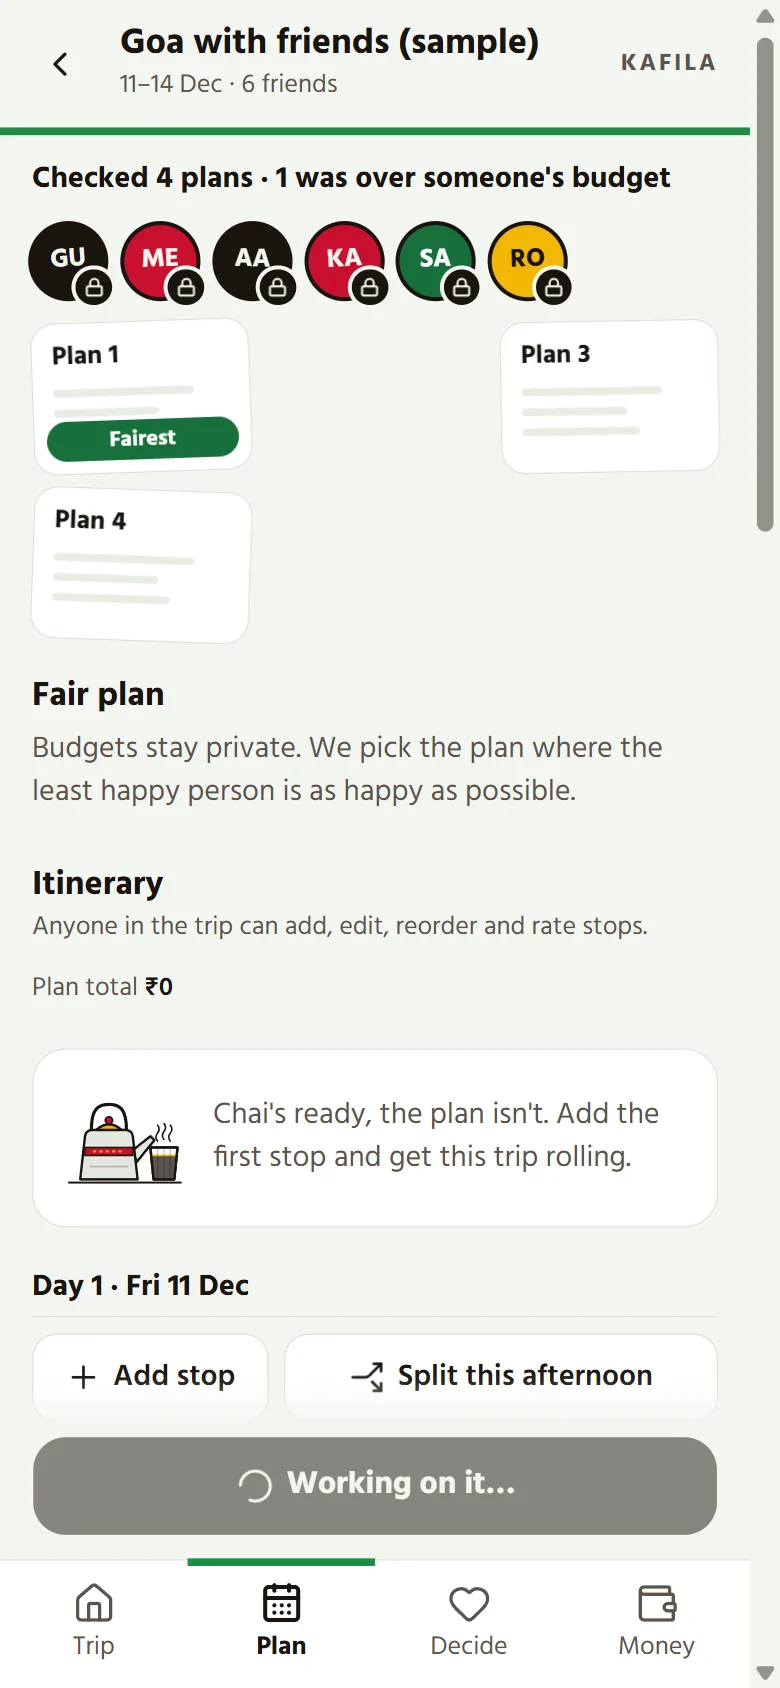 Goa with friends (sample)
11–14 Dec · 6 friends
KAFILA
Checked 4 plans · 1 was over someone's budget
GU ME AA KA SA RO
Plan 1
Plan 3
Fairest
Plan 4
Fair plan
Budgets stay private. We pick the plan where the
least happy person is as happy as possible.
Itinerary
Anyone in the trip can add, edit, reorder and rate stops.
Plan total ₹0
Chai's ready, the plan isn't. Add the
first stop and get this trip rolling.
Day 1 · Fri 11 Dec
Add stop
Split this afternoon
Working on it...
Trip
Plan
Decide
Money